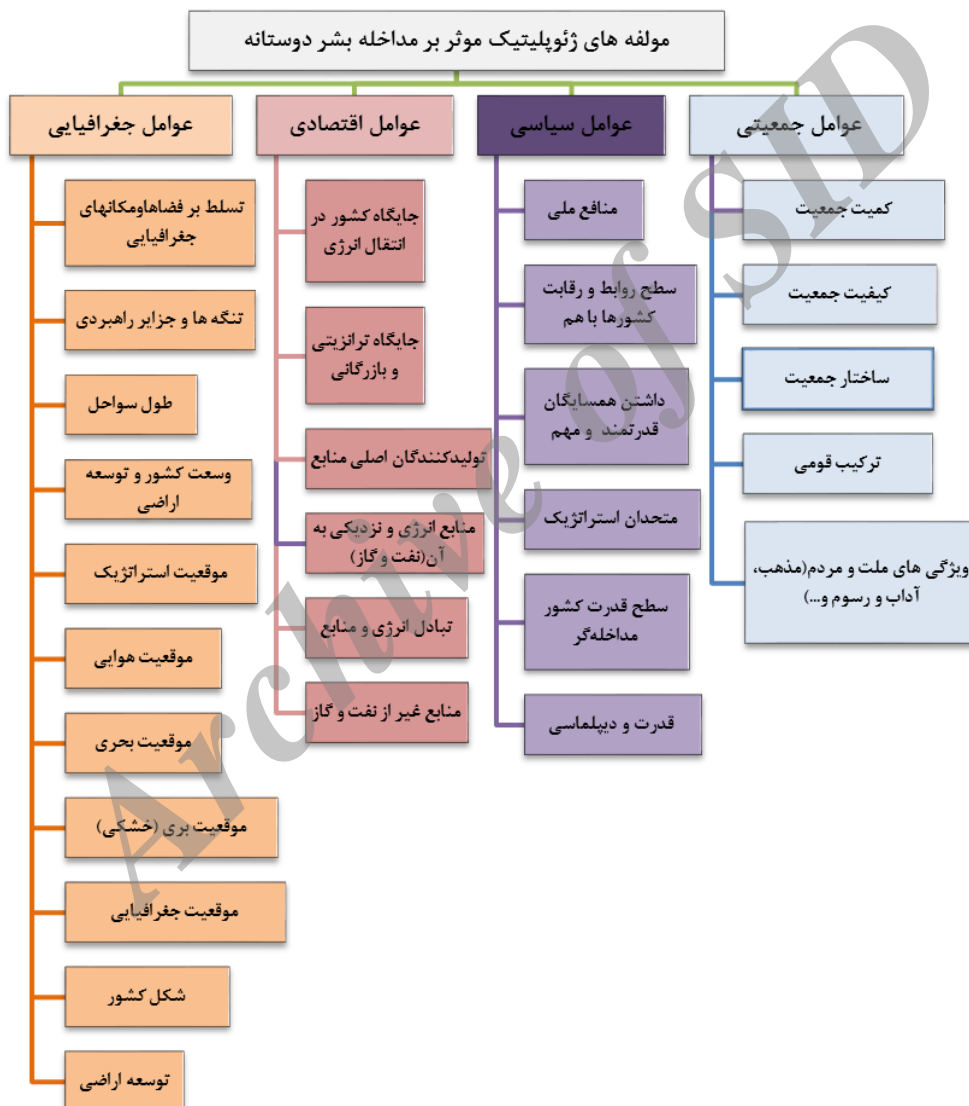 مولفه های ژئوپلیتیک موثر بر مداخله بشر دوستانه
عوامل جمعیتی
کمیت جمعیت
کیفیت جمعیت
ساختار جمعیت
ترکیب قومی
ویژگی های ملت و مردم(مذهب،
آداب و رسوم و...)
عوامل سیاسی
منافع ملی
سطح روابط و رقابت
کشورها با هم
داشتن همسایگان
قدرتمند و مهم
متحدان استراتژیک
سطح قدرت کشور
مداخله‌گر
قدرت و دیپلماسی
عوامل اقتصادی
جایگاه کشور در
انتقال انرژی
جایگاه ترانزیتی
و بازرگانی
تولیدکنندگان اصلی منابع
منابع انرژی و نزدیکی به
آن(نفت و گاز)
تبادل انرژی و منابع
منابع غیر از نفت و گاز
عوامل جغرافیایی
تسلط بر فضاهاومکانهای
جغرافیایی
تنگه ها و جزایر راهبردی
طول سواحل
وسعت کشور و توسعه
اراضی
موقعیت استراتژیک
موقعیت هوایی
موقعیت بحری
موقعیت بری (خشکی)
موقعیت جغرافیایی
شکل کشور
توسعه اراضی
Archive of SID